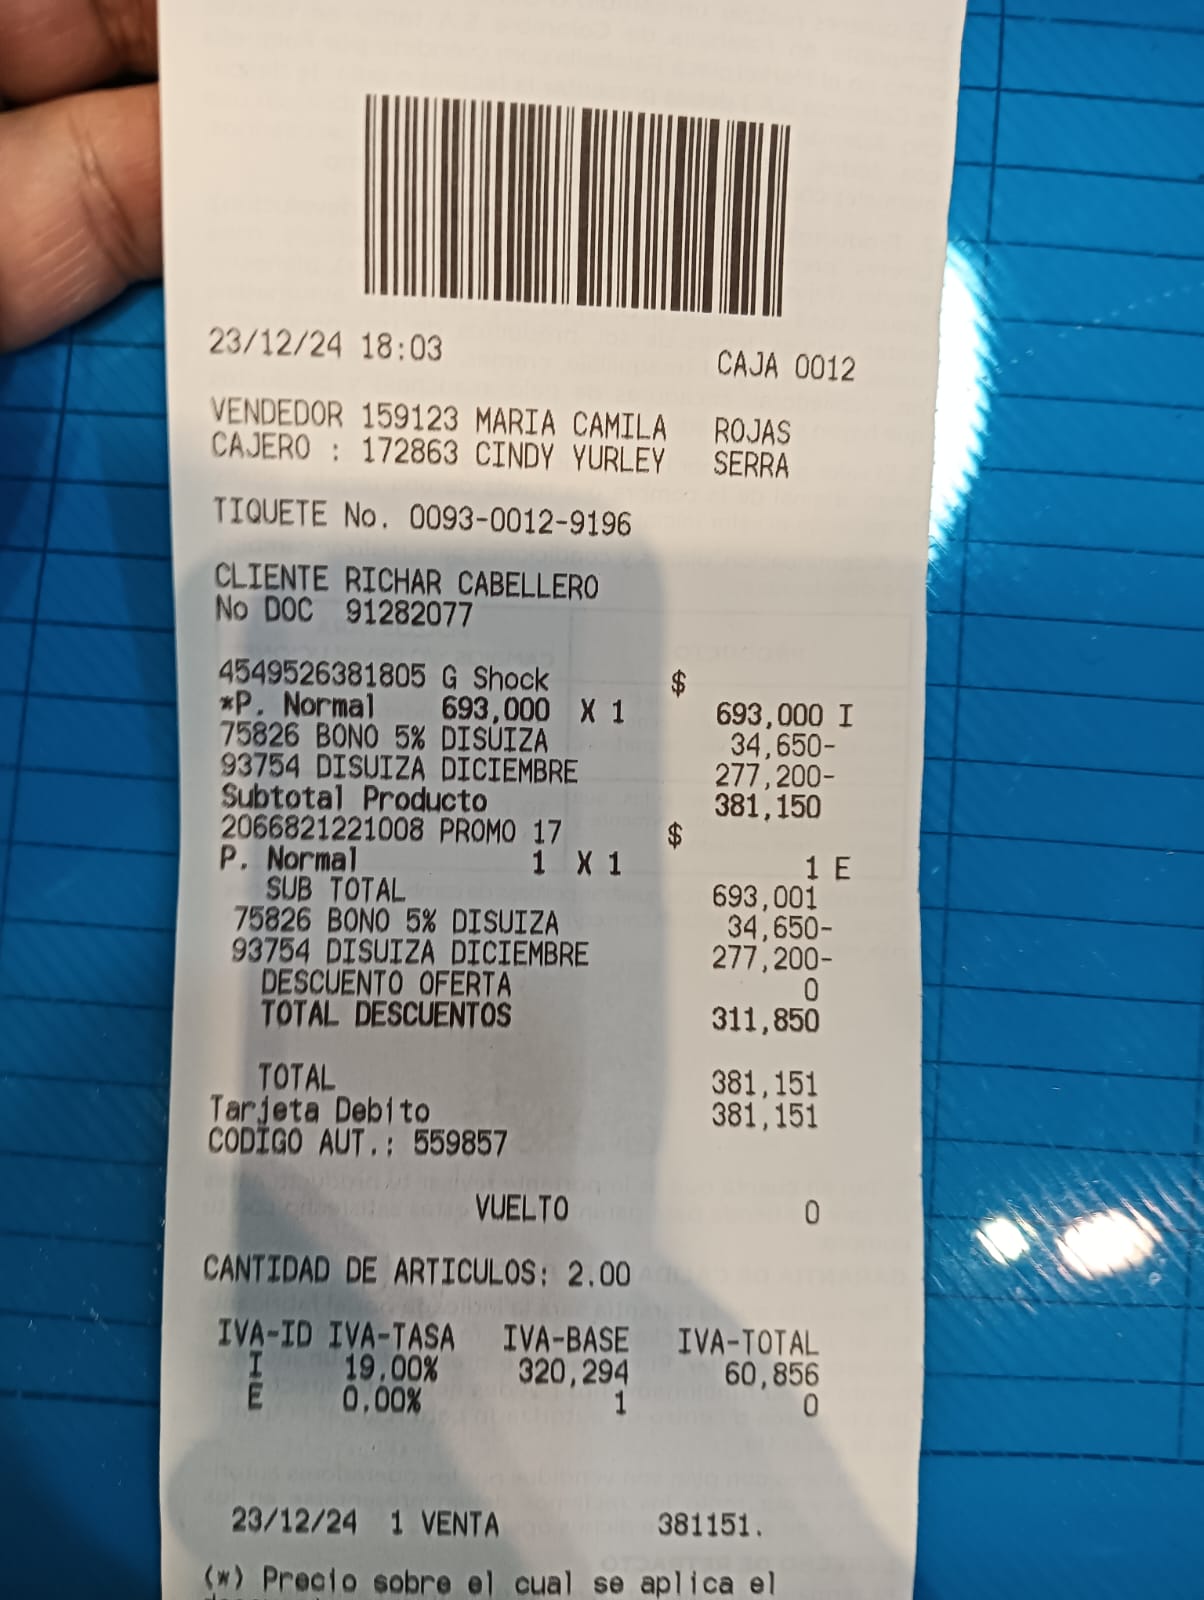 23/12/24 18:03 CAJA 0012
VENDEDOR 159123 MARIA CAMILA ROJAS
CAJERO : 172863 CINDY YURLEY SERRA
TIQUETE No. 0093-0012-9196
CLIENTE RICHAR CABELLERO
No DOC 91282077
4549526381805 G Shock $
*P. Normal 693,000 X 1 693,000 I
75826 BONO 5% DISUIZA 34,650-
93754 DISUIZA DICIEMBRE 277,200-
Subtotal Producto 381,150
2066821221008 PROMO 17 $
P. Normal 1 X 1 1 E
SUB TOTAL 693,001
75826 BONO 5% DISUIZA 34,650-
93754 DISUIZA DICIEMBRE 277,200-
DESCUENTO OFERTA 0
TOTAL DESCUENTOS 311,850
TOTAL 381,151
Tarjeta Debito 381,151
CODIGO AUT.: 559857
VUELTO 0
CANTIDAD DE ARTICULOS: 2.00
IVA-ID IVA-TASA IVA-BASE IVA-TOTAL
I 19.00% 320,294 60,856
E 0.00% 1 0
23/12/24 1 VENTA 381151.
(*) Precio sobre el cual se aplica el